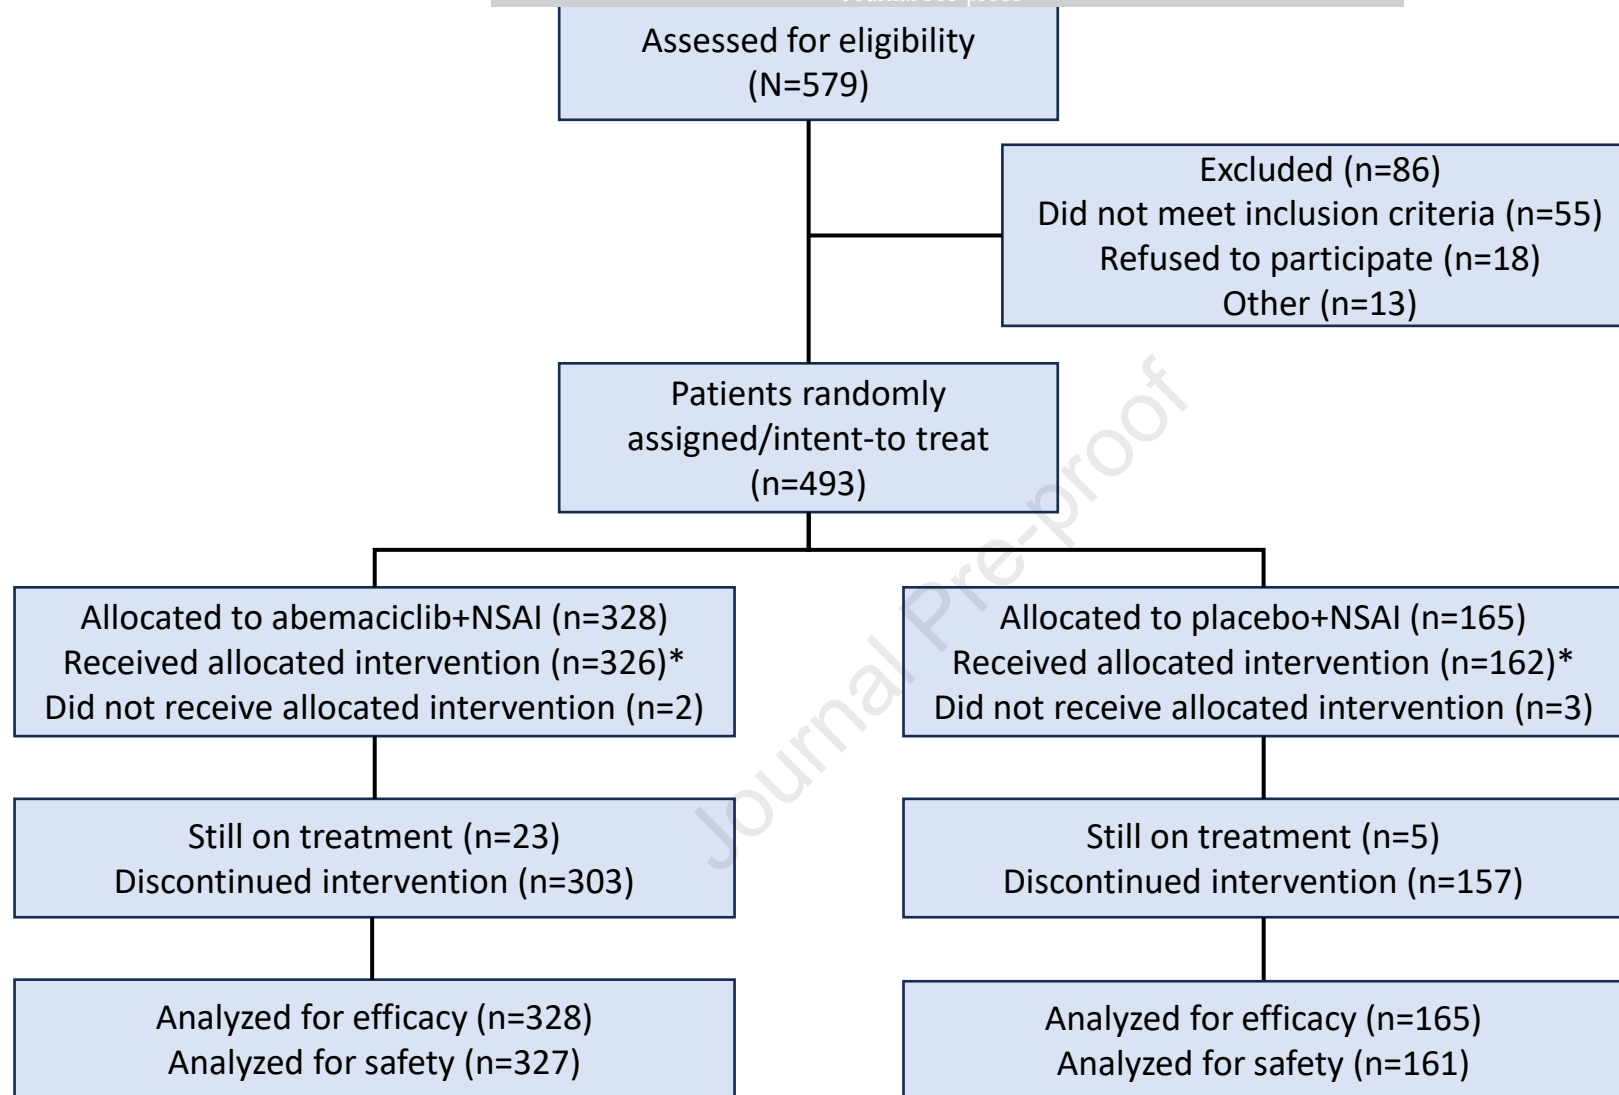 Assessed for eligibility
(N=579)
Excluded (n=86)
Did not meet inclusion criteria (n=55)
Refused to participate (n=18)
Other (n=13)
Patients randomly
assigned/intent-to treat
(n=493)
Allocated to abemaciclib+NSAI (n=328)
Received allocated intervention (n=326)*
Did not receive allocated intervention (n=2)
Allocated to placebo+NSAI (n=165)
Received allocated intervention (n=162)*
Did not receive allocated intervention (n=3)
Still on treatment (n=23)
Discontinued intervention (n=303)
Still on treatment (n=5)
Discontinued intervention (n=157)
Analyzed for efficacy (n=328)
Analyzed for safety (n=327)
Analyzed for efficacy (n=165)
Analyzed for safety (n=161)
Journal Pre-proof